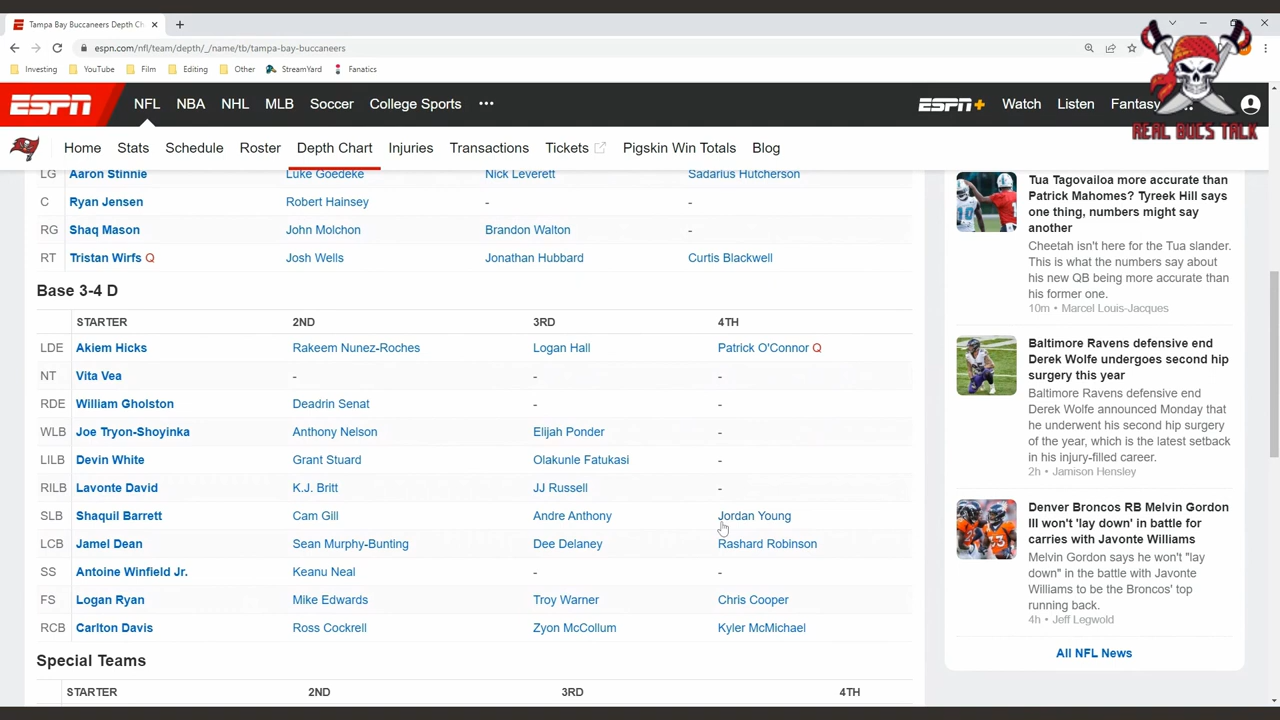 Tampa Bay Buccaneers Depth Ch
espn.com/nfl/team/depth/_/name/tb/tampa-bay-buccaneers
Investing YouTube Film Editing Other StreamYard Fanatics
REAL BUCS TALK
ESPN NFL NBA NHL MLB Soccer College Sports ••• ESPN+ Watch Listen Fantasy
Home Stats Schedule Roster Depth Chart Injuries Transactions Tickets Pigskin Win Totals Blog
LG Aaron Stinnie Luke Goedeke Nick Leverett Sadarius Hutcherson
C Ryan Jensen Robert Hainsey - -
RG Shaq Mason John Molchon Brandon Walton -
RT Tristan Wirfs Q Josh Wells Jonathan Hubbard Curtis Blackwell
Base 3-4 D
STARTER 2ND 3RD 4TH
LDE Akiem Hicks Rakeem Nunez-Roches Logan Hall Patrick O'Connor Q
NT Vita Vea - - -
RDE William Gholston Deadrin Senat - -
WLB Joe Tryon-Shoyinka Anthony Nelson Elijah Ponder -
LILB Devin White Grant Stuard Olakunle Fatukasi -
RILB Lavonte David K.J. Britt JJ Russell -
SLB Shaquil Barrett Cam Gill Andre Anthony Jordan Young
LCB Jamel Dean Sean Murphy-Bunting Dee Delaney Rashard Robinson
SS Antoine Winfield Jr. Keanu Neal - -
FS Logan Ryan Mike Edwards Troy Warner Chris Cooper
RCB Carlton Davis Ross Cockrell Zyon McCollum Kyler McMichael
Special Teams
STARTER 2ND 3RD 4TH
Tua Tagovailoa more accurate than
Patrick Mahomes? Tyreek Hill says
one thing, numbers might say
another
Cheetah isn't here for the Tua slander.
This is what the numbers say about
his new QB being more accurate than
his former one.
10m • Marcel Louis-Jacques
Baltimore Ravens defensive end
Derek Wolfe undergoes second hip
surgery this year
Baltimore Ravens defensive end
Derek Wolfe announced Monday that
he underwent his second hip surgery
of the year, which is the latest setback
in his injury-filled career.
2h • Jamison Hensley
Denver Broncos RB Melvin Gordon
III won't 'lay down' in battle for
carries with Javonte Williams
Melvin Gordon says he won't "lay
down" in the battle with Javonte
Williams to be the Broncos' top
running back.
4h • Jeff Legwold
All NFL News